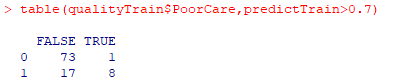 > table(qualityTrain$PoorCare,predictTrain>0.7)
FALSE TRUE
0 73 1
1 17 8